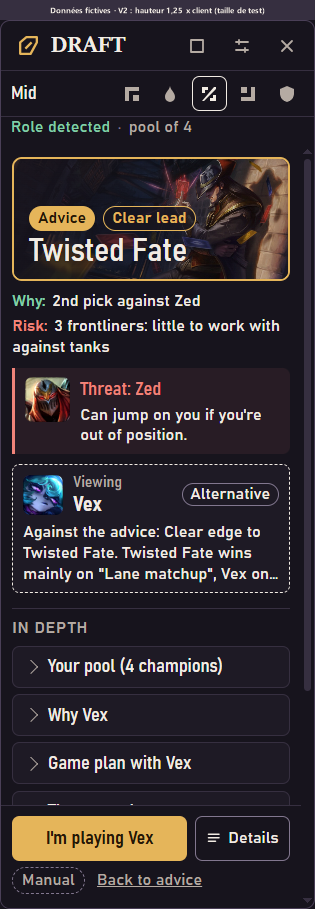 Données fictives · V2 : hauteur 1,25 x client (taille de test)
DRAFT
Mid
Role detected · pool of 4
Advice
Clear lead
Twisted Fate
Why: 2nd pick against Zed
Risk: 3 frontliners: little to work with
against tanks
Threat: Zed
Can jump on you if you're
out of position.
Viewing
Vex
Alternative
Against the advice: Clear edge to
Twisted Fate. Twisted Fate wins
mainly on "Lane matchup", Vex on...
IN DEPTH
Your pool (4 champions)
Why Vex
Game plan with Vex
I'm playing Vex
Details
Manual
Back to advice